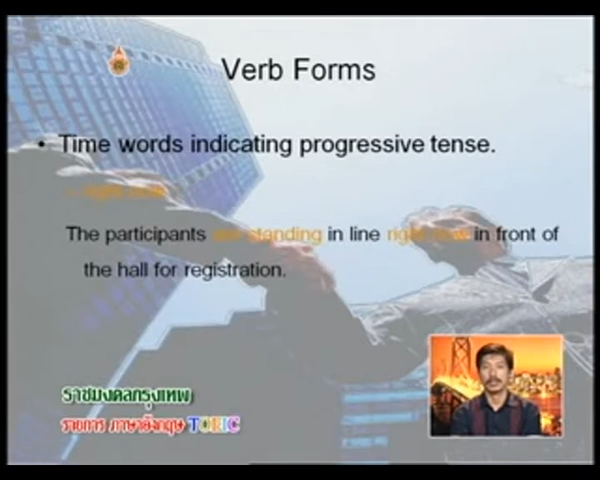 Verb Forms
• Time words indicating progressive tense.
– right now
The participants are standing in line right now in front of
the hall for registration.
ราชมงคลกรุงเทพ
รายการ ภาษาอังกฤษ TOEIC